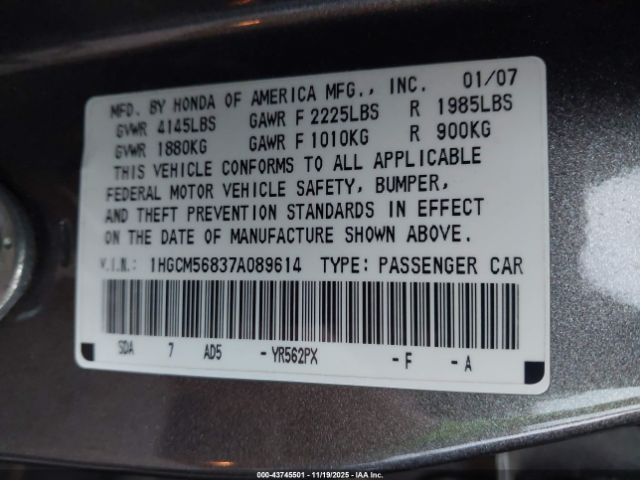 MFD. BY HONDA OF AMERICA MFG., INC. 01/07
GVWR 4145LBS GAWR F 2225LBS R 1985LBS
GVWR 1880KG GAWR F 1010KG R 900KG
THIS VEHICLE CONFORMS TO ALL APPLICABLE
FEDERAL MOTOR VEHICLE SAFETY, BUMPER,
AND THEFT PREVENTION STANDARDS IN EFFECT
ON THE DATE OF MANUFACTURE SHOWN ABOVE.
V.I.N.: 1HGCM56837A089614 TYPE: PASSENGER CAR
SDA 7 AD5 -YR562PX -F -A
000-43745501 - 11/19/2025 - IAAI.COM